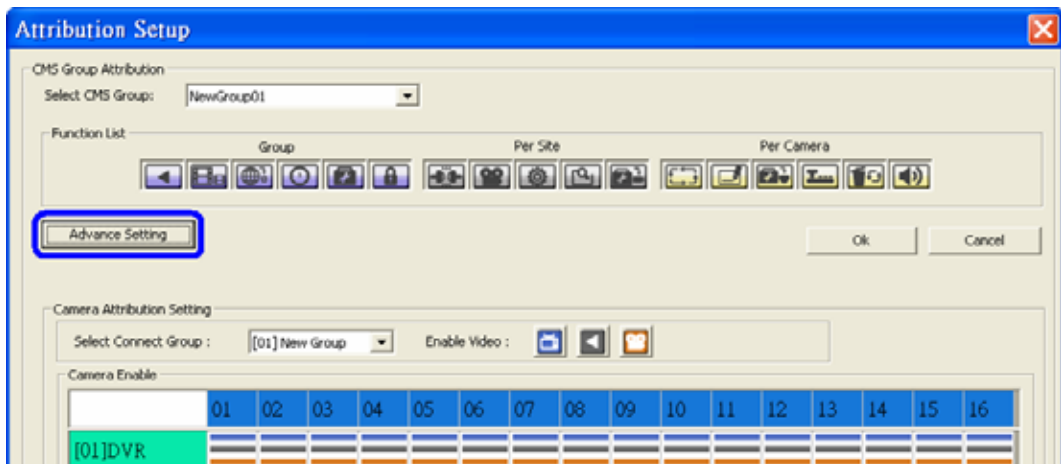 Attribution Setup
CMS Group Attribution
Select CMS Group: NewGroup01
Function List
Group Per Site Per Camera
Advance Setting Ok Cancel
Camera Attribution Setting
Select Connect Group : [01] New Group Enable Video :
Camera Enable
01 02 03 04 05 06 07 08 09 10 11 12 13 14 15 16
[01]DVR